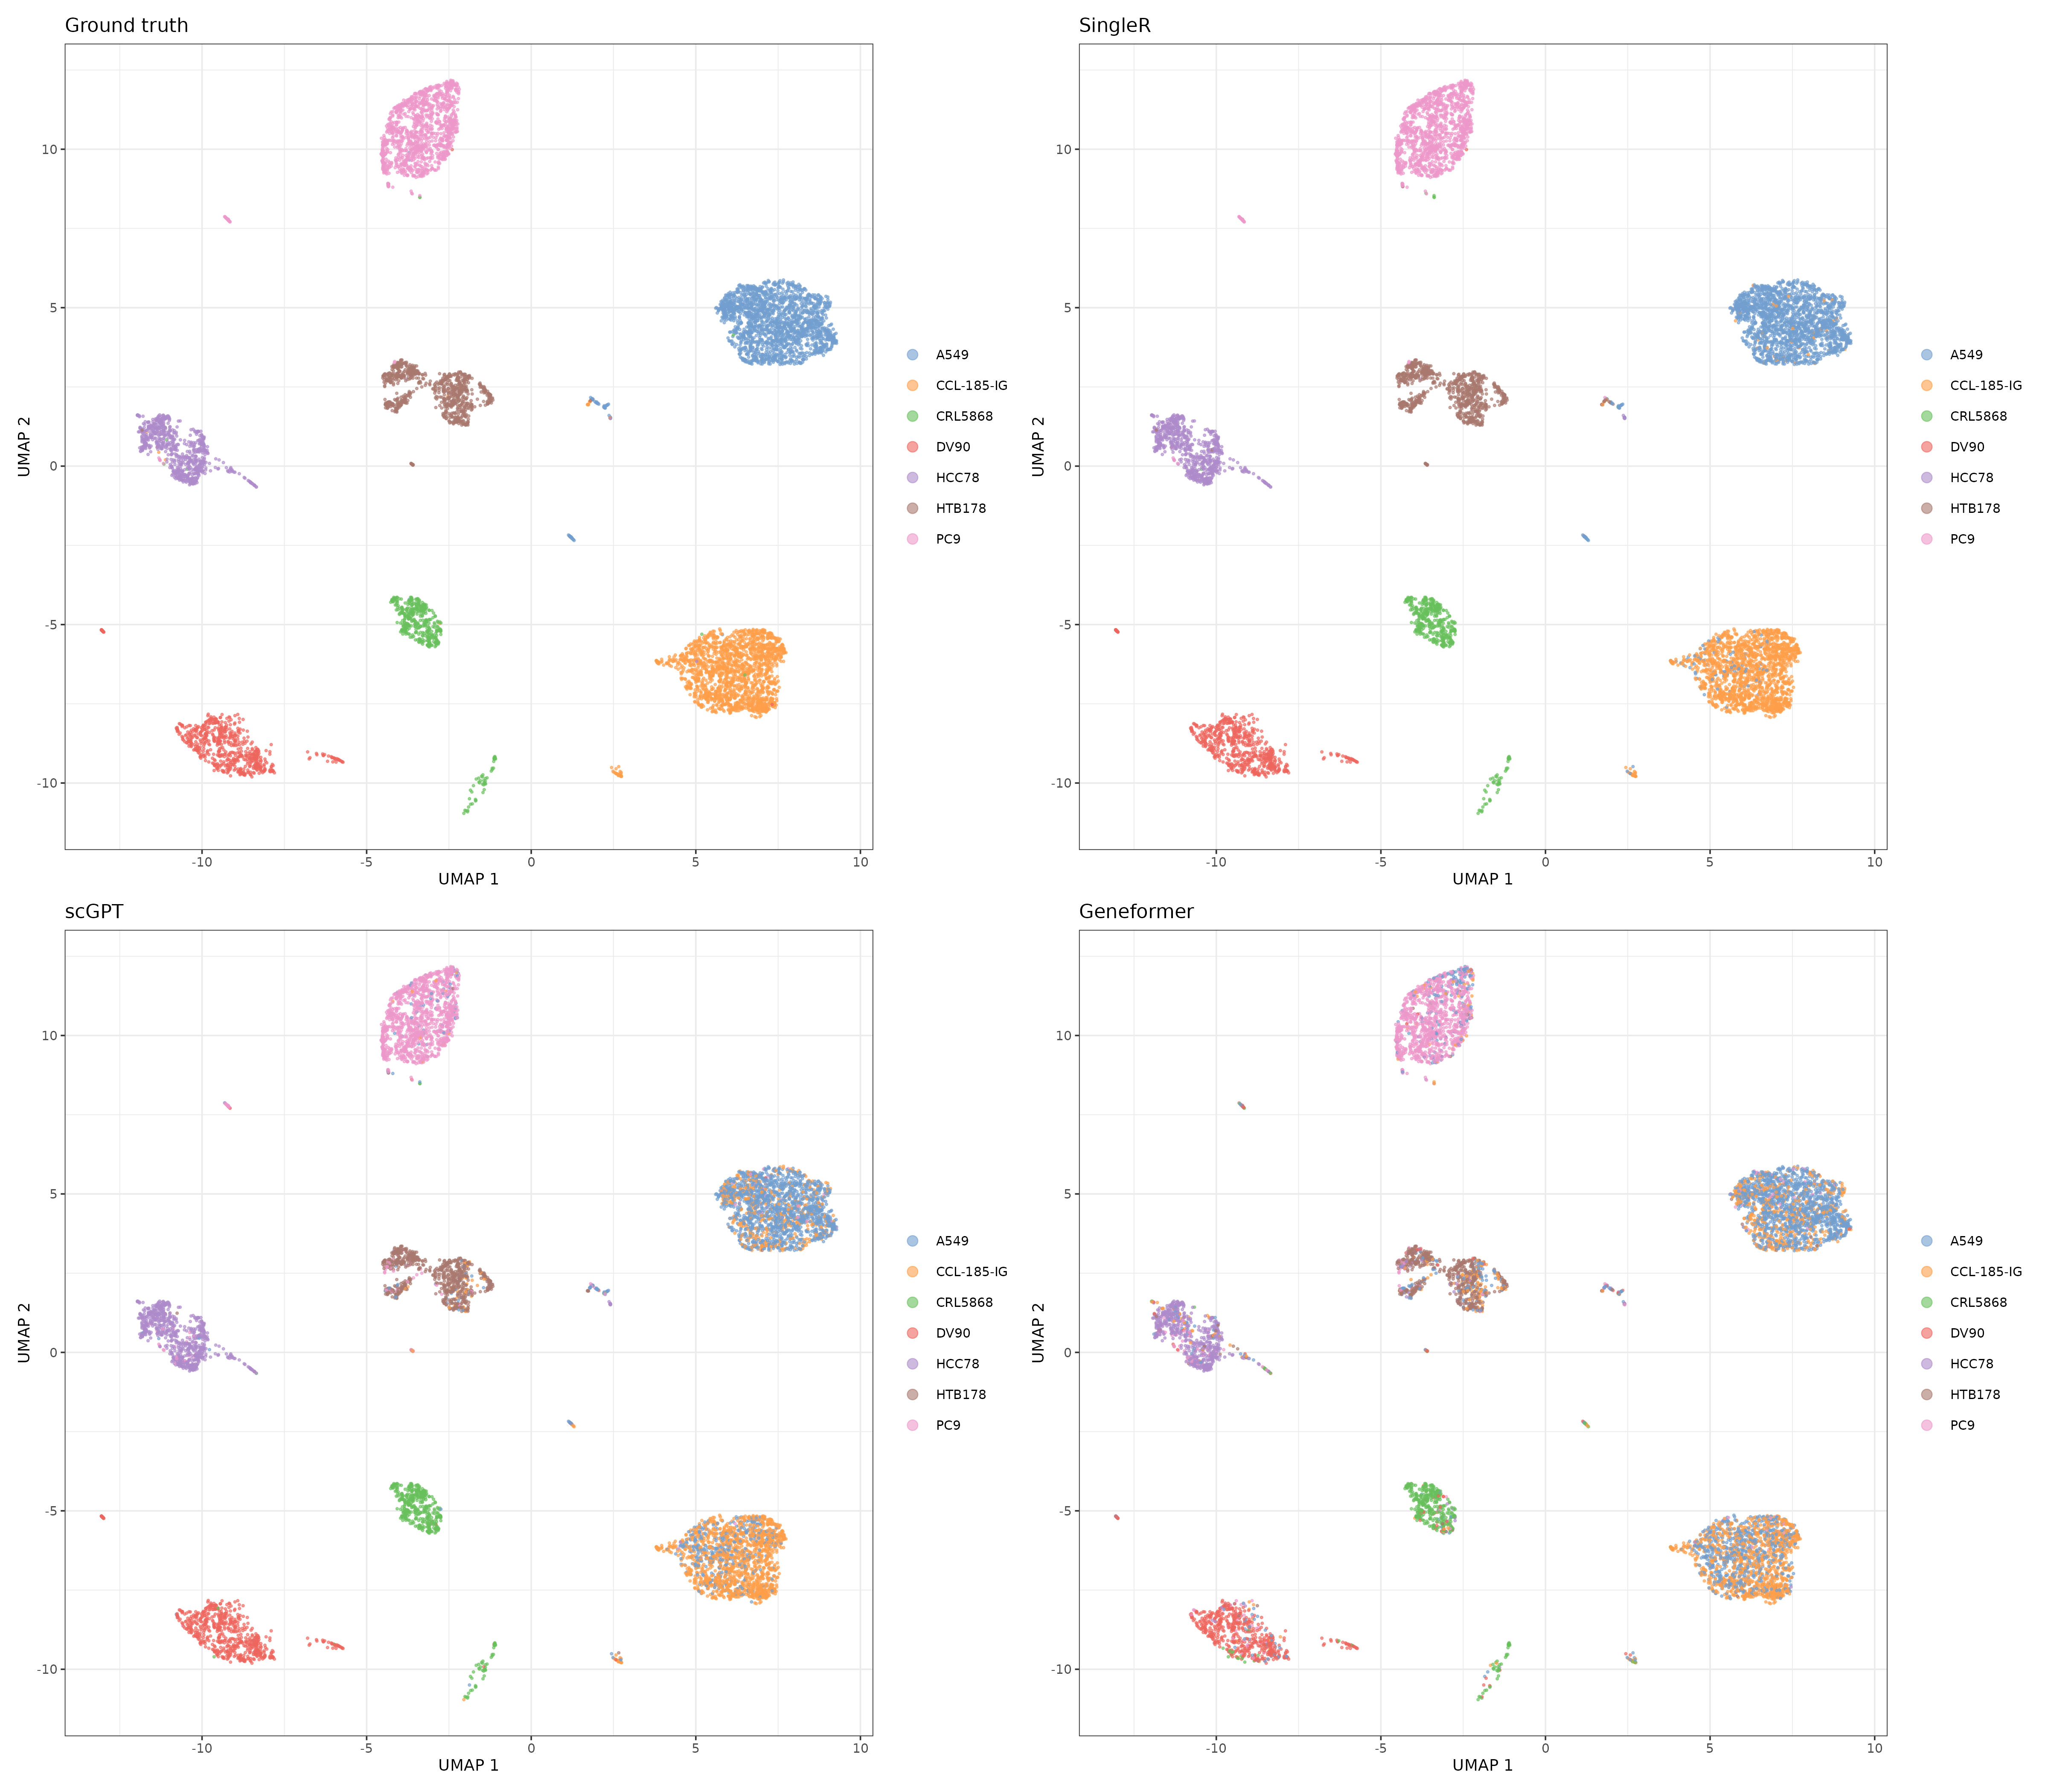 Ground truth
10
5
0
-5
-10
-10
-5
0
5
10
UMAP 1
UMAP 2
A549
CCL-185-IG
CRL5868
DV90
HCC78
HTB178
PC9
SingleR
10
5
0
-5
-10
-10
-5
0
5
10
UMAP 1
UMAP 2
A549
CCL-185-IG
CRL5868
DV90
HCC78
HTB178
PC9
scGPT
10
5
0
-5
-10
-10
-5
0
5
10
UMAP 1
UMAP 2
A549
CCL-185-IG
CRL5868
DV90
HCC78
HTB178
PC9
Geneformer
10
5
0
-5
-10
-10
-5
0
5
10
UMAP 1
UMAP 2
A549
CCL-185-IG
CRL5868
DV90
HCC78
HTB178
PC9